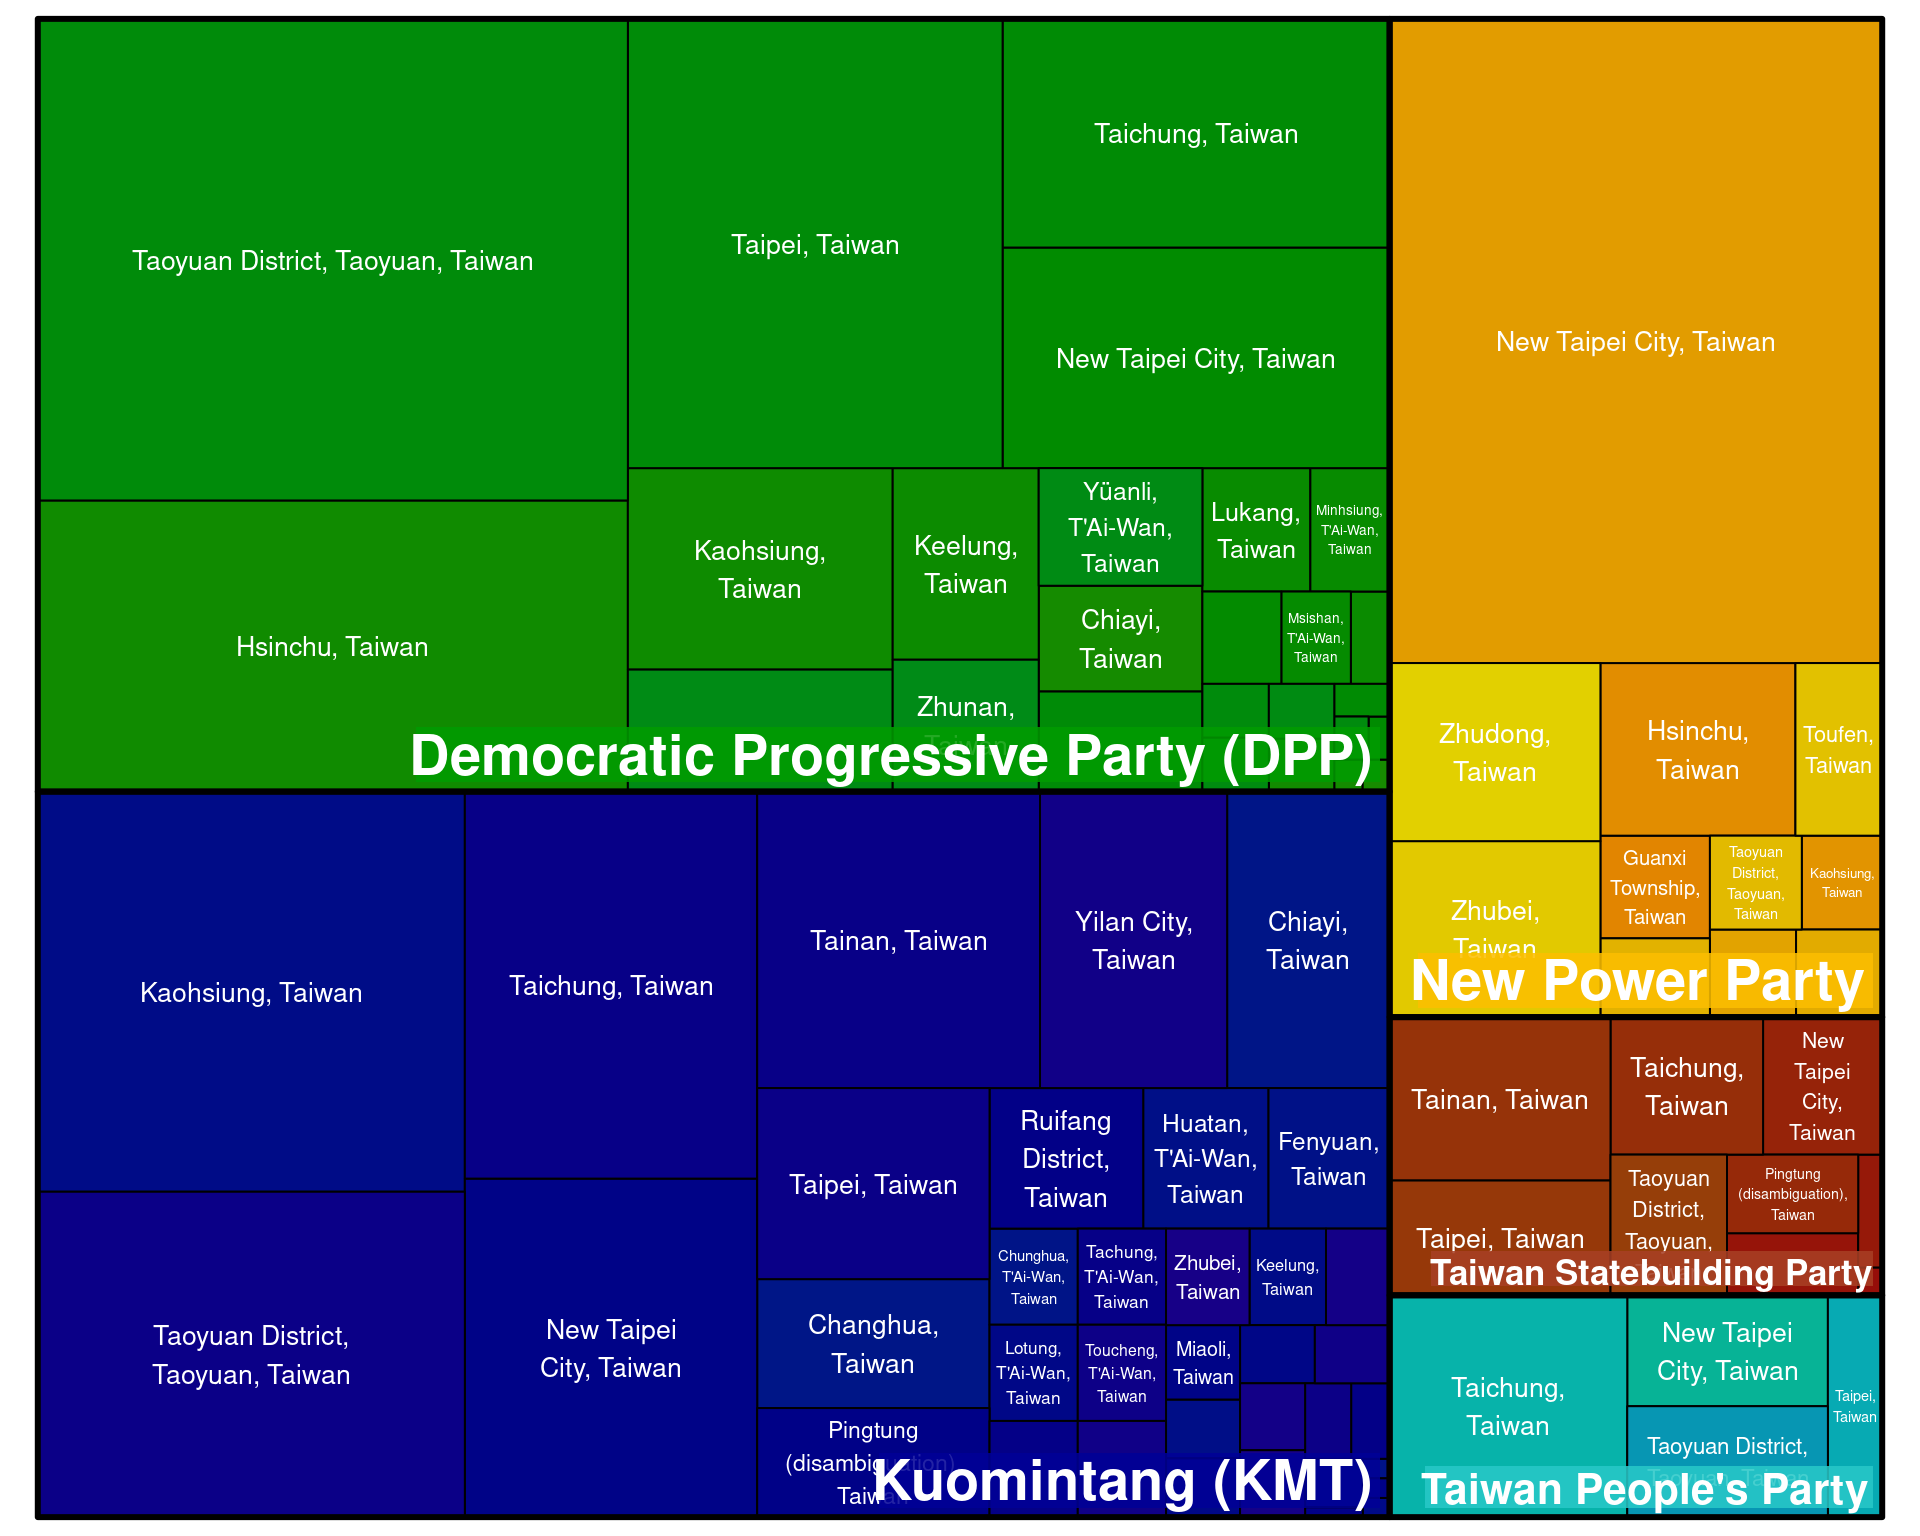 Taoyuan District, Taoyuan, Taiwan
Hsinchu, Taiwan
Taipei, Taiwan
Taichung, Taiwan
New Taipei City, Taiwan
Kaohsiung,
Taiwan
Keelung,
Taiwan
Zhunan,
Taiwan
Yüanli,
T'Ai-Wan,
Taiwan
Chiayi,
Taiwan
Lukang,
Taiwan
Minhsiung,
T'Ai-Wan,
Taiwan
Msishan,
T'Ai-Wan,
Taiwan
Democratic Progressive Party (DPP)
Kaohsiung, Taiwan
Taoyuan District,
Taoyuan, Taiwan
Taichung, Taiwan
New Taipei
City, Taiwan
Tainan, Taiwan
Yilan City,
Taiwan
Chiayi,
Taiwan
Taipei, Taiwan
Changhua,
Taiwan
Pingtung
(disambiguation),
Taiwan
Ruifang
District,
Taiwan
Huatan,
T'Ai-Wan,
Taiwan
Fenyuan,
Taiwan
Chunghua,
T'Ai-Wan,
Taiwan
Tachung,
T'Ai-Wan,
Taiwan
Zhubei,
Taiwan
Keelung,
Taiwan
Lotung,
T'Ai-Wan,
Taiwan
Toucheng,
T'Ai-Wan,
Taiwan
Miaoli,
Taiwan
Kuomintang (KMT)
New Taipei City, Taiwan
Zhudong,
Taiwan
Hsinchu,
Taiwan
Toufen,
Taiwan
Zhubei,
Taiwan
Guanxi
Township,
Taiwan
Taoyuan
District,
Taoyuan,
Taiwan
Kaohsiung,
Taiwan
New Power Party
Tainan, Taiwan
Taichung,
Taiwan
New
Taipei
City,
Taiwan
Taipei, Taiwan
Taoyuan
District,
Taoyuan,
Pingtung
(disambiguation),
Taiwan
Taiwan Statebuilding Party
Taichung,
Taiwan
New Taipei
City, Taiwan
Taoyuan District,
Taoyuan, Taiwan
Taipei,
Taiwan
Taiwan People's Party